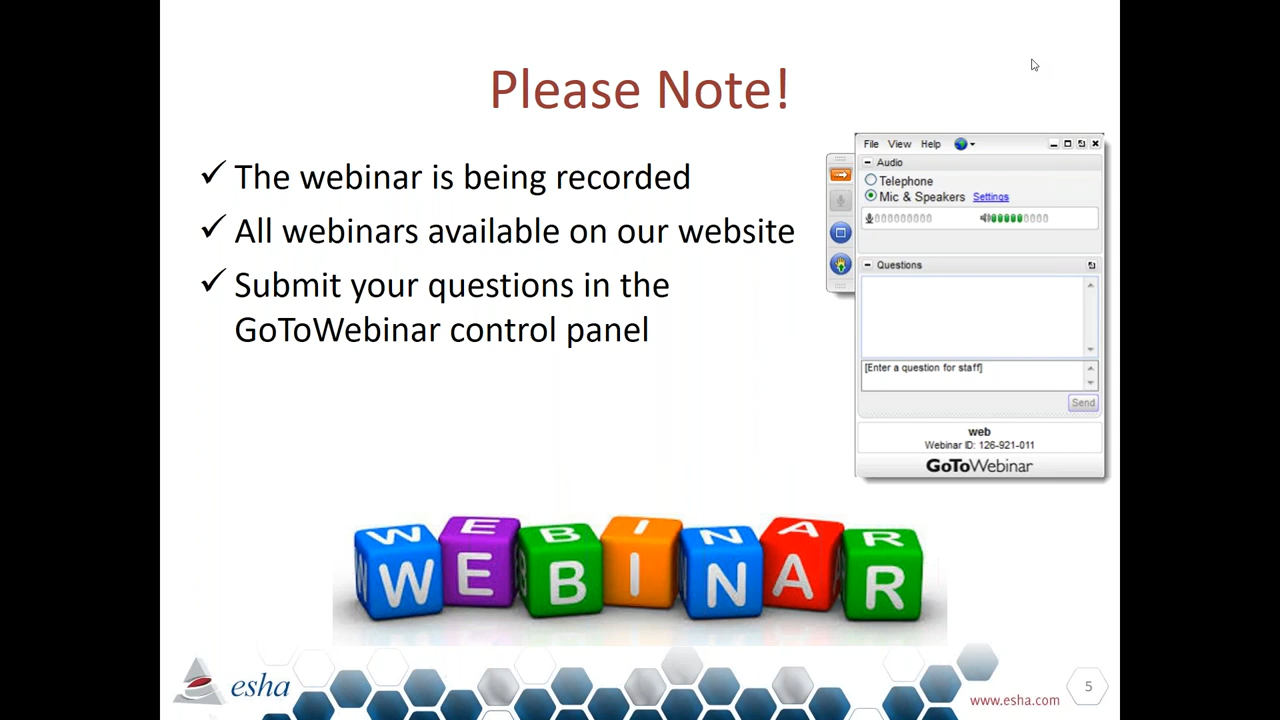 Please Note!
✓ The webinar is being recorded
✓ All webinars available on our website
✓ Submit your questions in the
GoToWebinar control panel
File View Help
Audio
Telephone
Mic & Speakers Settings
Questions
[Enter a question for staff]
Send
web
Webinar ID: 126-921-011
GoToWebinar
W E B I N A R
W E B I N A R
esha
www.esha.com
5